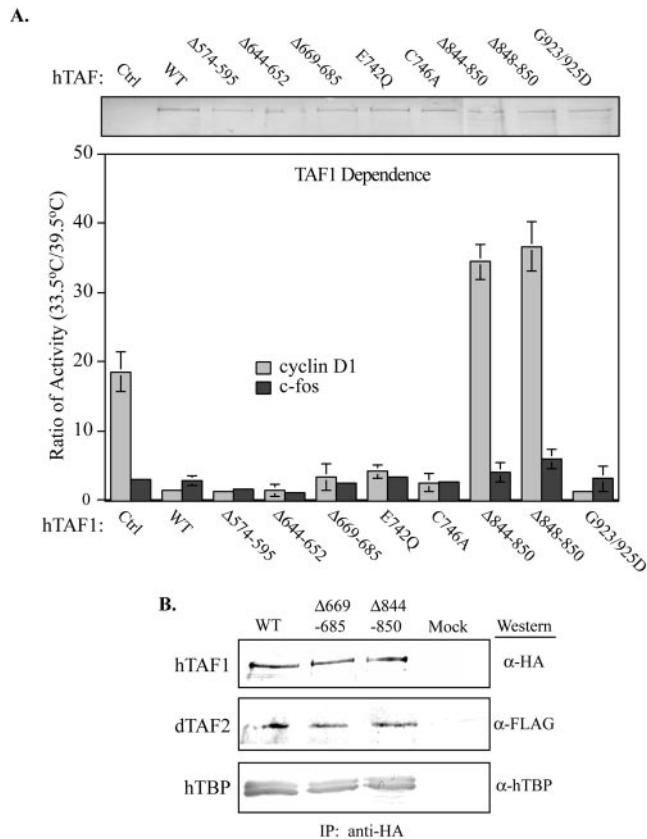 A.
hTAF: Ctrl WT Δ574-595 Δ644-652 Δ669-685 E742Q C746A Δ844-850 Δ848-850 G923/925D
50
40
30
20
10
0
Ratio of Activity (33.5ºC/39.5ºC)
TAF1 Dependence
cyclin D1
c-fos
hTAF1: Ctrl WT Δ574-595 Δ644-652 Δ669-685 E742Q C746A Δ844-850 Δ848-850 G923/925D
B.
WT Δ669-685 Δ844-850 Mock Western
hTAF1 α-HA
dTAF2 α-FLAG
hTBP α-hTBP
IP: anti-HA